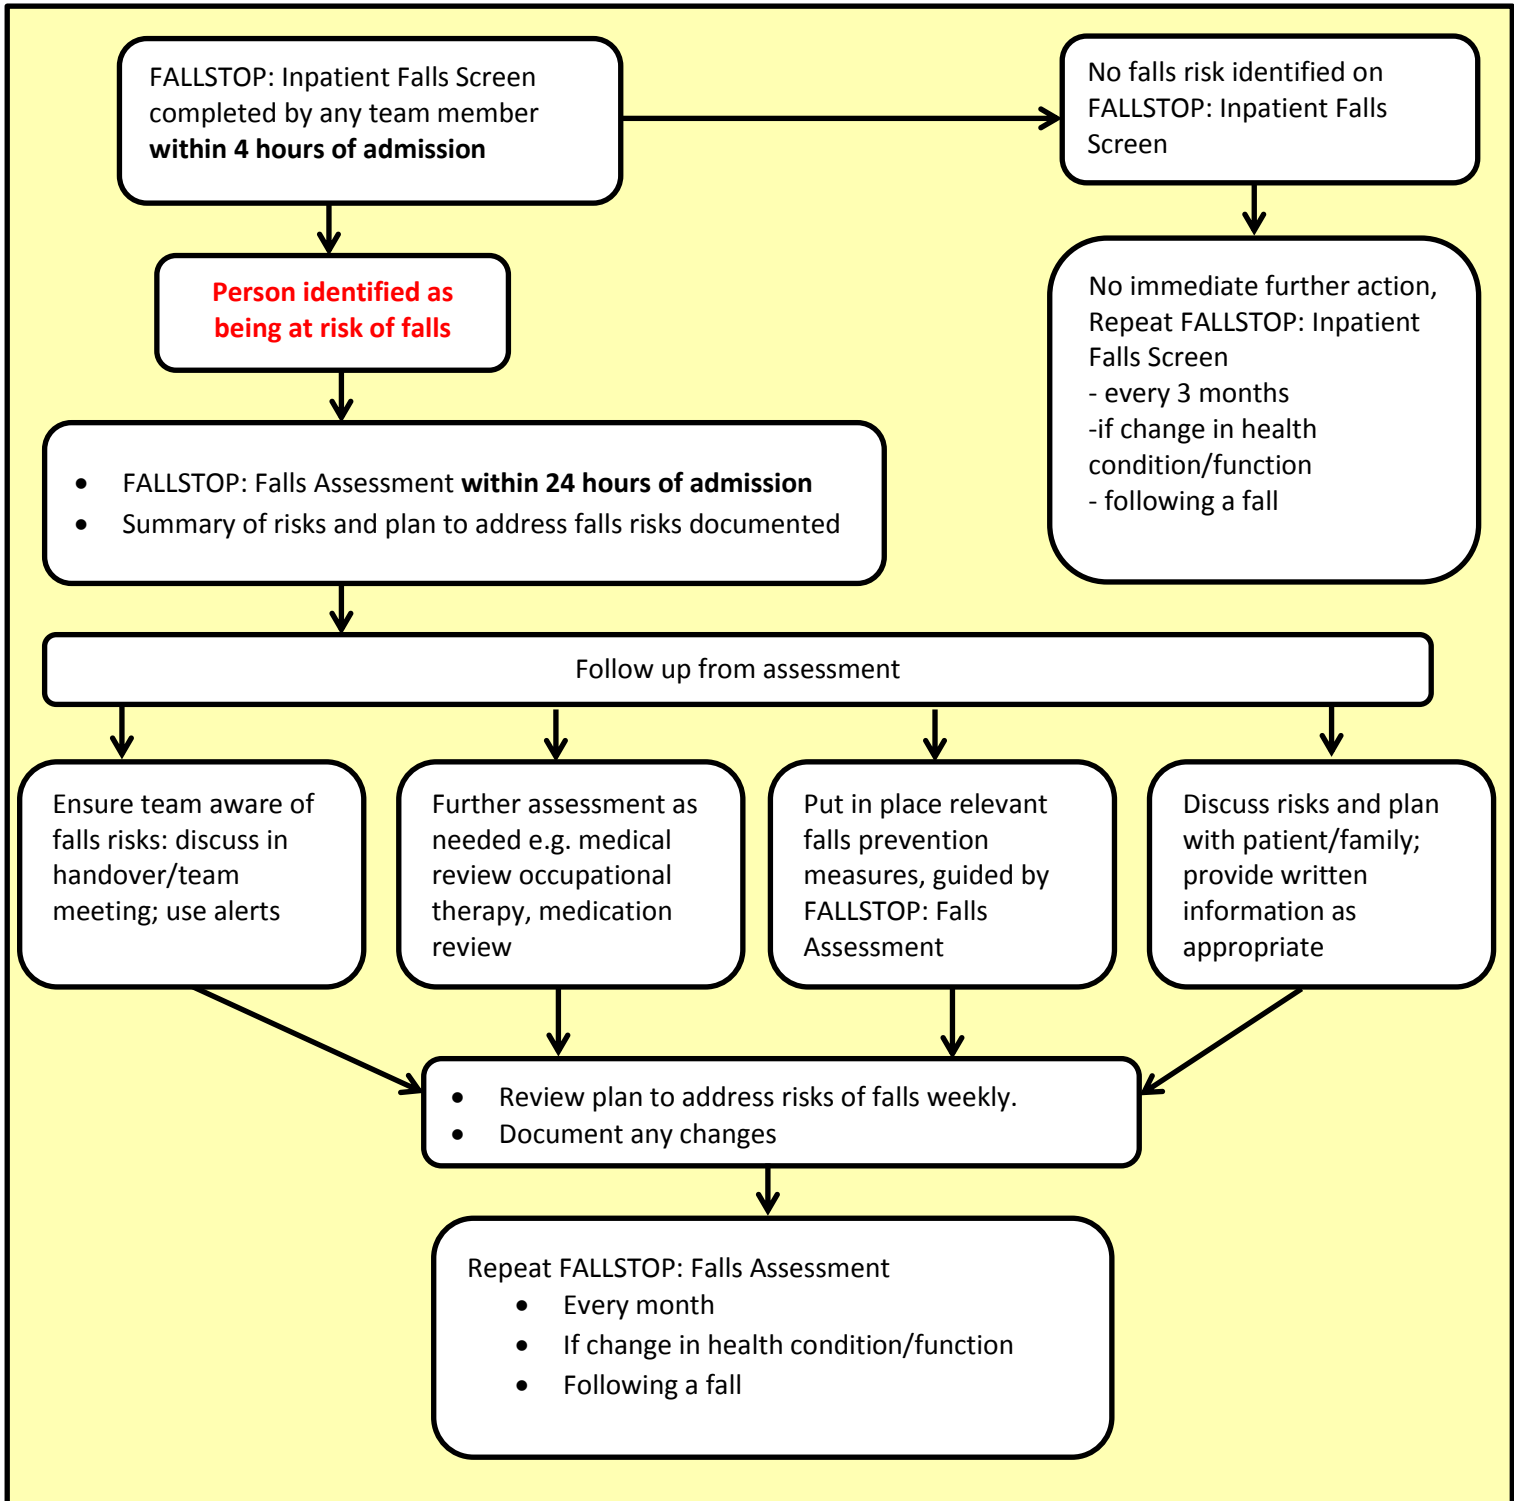 FALLSTOP: Inpatient Falls Screen
completed by any team member
within 4 hours of admission
No falls risk identified on
FALLSTOP: Inpatient Falls
Screen
Person identified as
being at risk of falls
No immediate further action,
Repeat FALLSTOP: Inpatient
Falls Screen
- every 3 months
-if change in health
condition/function
- following a fall
• FALLSTOP: Falls Assessment within 24 hours of admission
• Summary of risks and plan to address falls risks documented
Follow up from assessment
Ensure team aware of
falls risks: discuss in
handover/team
meeting; use alerts
Further assessment as
needed e.g. medical
review occupational
therapy, medication
review
Put in place relevant
falls prevention
measures, guided by
FALLSTOP: Falls
Assessment
Discuss risks and plan
with patient/family;
provide written
information as
appropriate
• Review plan to address risks of falls weekly.
• Document any changes
Repeat FALLSTOP: Falls Assessment
• Every month
• If change in health condition/function
• Following a fall